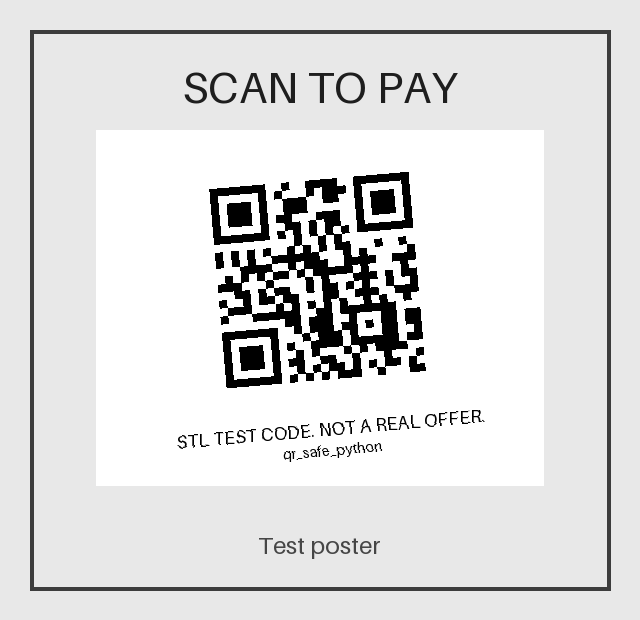 SCAN TO PAY
STL TEST CODE. NOT A REAL OFFER.
qr_safe_python
Test poster